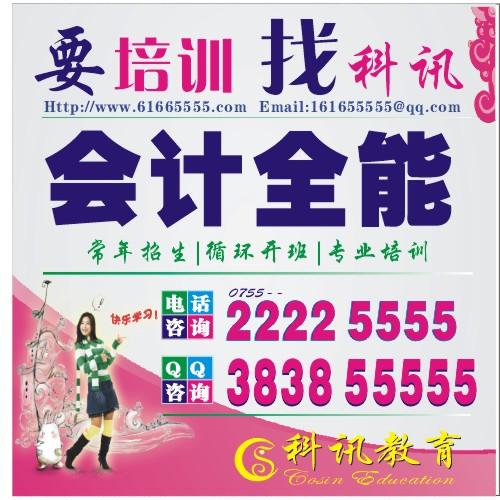 要培训找科讯
Http://www.61665555.com Email:161655555@qq.com
会计全能
常年招生|循环开班|专业培训
快乐学习!
电话咨询 0755-- 2222 5555
QQ咨询 3838 55555
科讯教育
Cosin Education